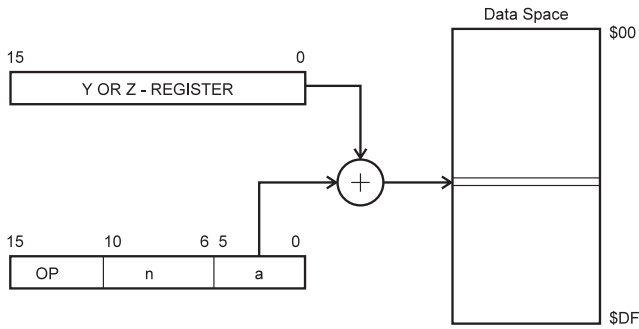 Data Space
$00
15 0
Y OR Z - REGISTER
+
15 10 6 5 0
OP n a
$DF